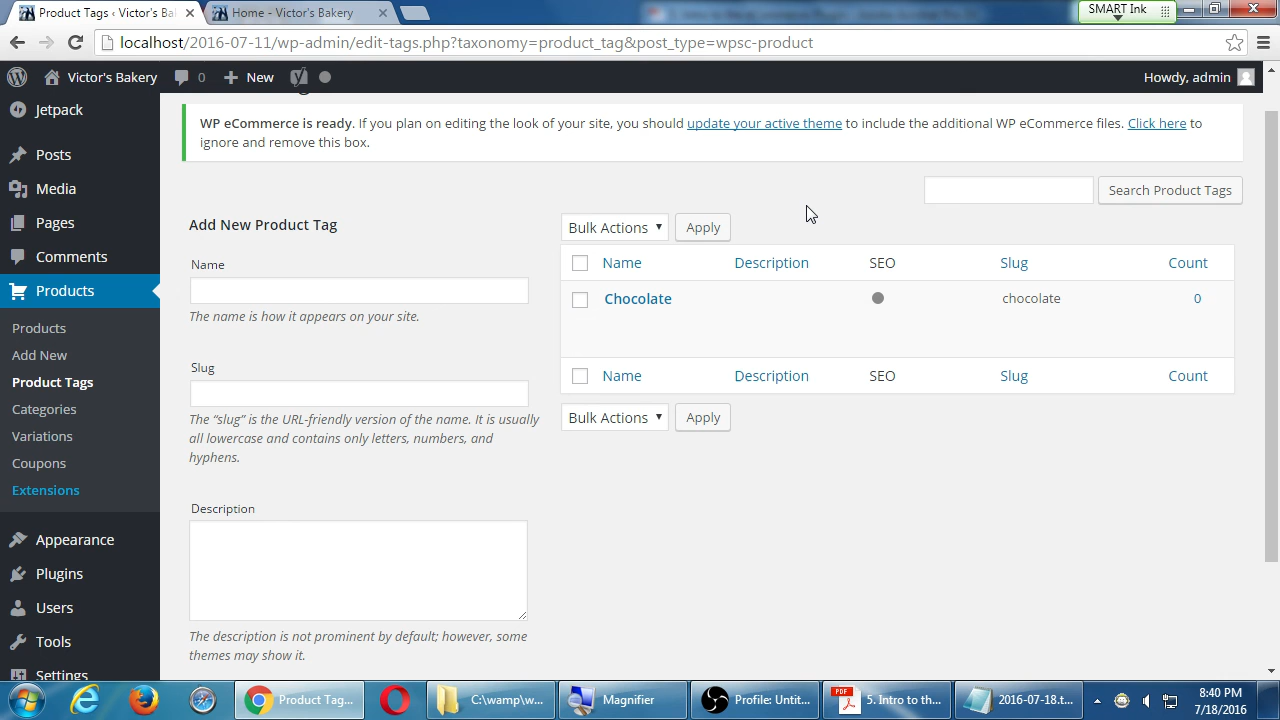 Product Tags ‹ Victor's Ba
Home - Victor's Bakery
SMART Ink
localhost/2016-07-11/wp-admin/edit-tags.php?taxonomy=product_tag&post_type=wpsc-product
Victor's Bakery
0
New
Howdy, admin
Jetpack
Posts
Media
Pages
Comments
Products
Products
Add New
Product Tags
Categories
Variations
Coupons
Extensions
Appearance
Plugins
Users
Tools
Settings
WP eCommerce is ready. If you plan on editing the look of your site, you should update your active theme to include the additional WP eCommerce files. Click here to
ignore and remove this box.
Search Product Tags
Add New Product Tag
Name
The name is how it appears on your site.
Slug
The “slug” is the URL-friendly version of the name. It is usually
all lowercase and contains only letters, numbers, and
hyphens.
Description
The description is not prominent by default; however, some
themes may show it.
Bulk Actions
Apply
Name Description SEO Slug Count
Chocolate chocolate 0
Name Description SEO Slug Count
Bulk Actions
Apply
Product Tag...
C:\wamp\w...
Magnifier
Profile: Untit...
PDF
5. Intro to th...
2016-07-18.t...
8:40 PM
7/18/2016